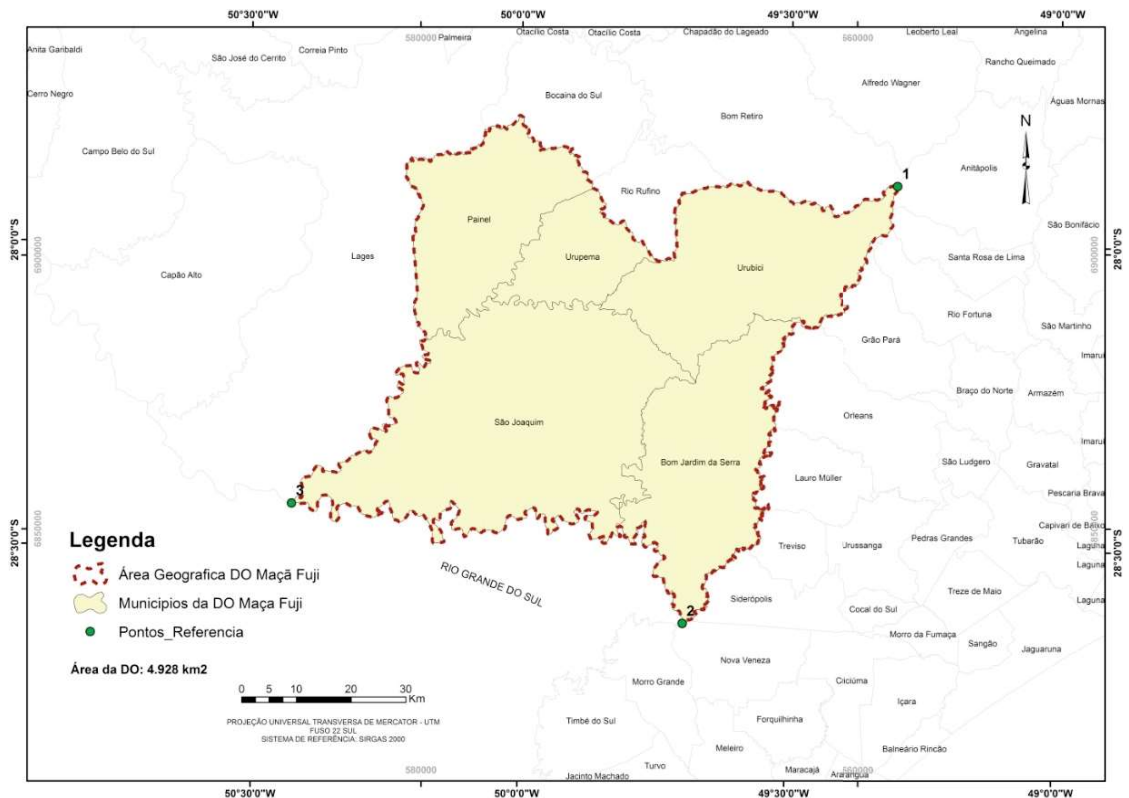 50°30'0"W
50°0'0"W
49°30'0"W
49°0'0"W
Anita Garibaldi
São José do Cerrito
Correia Pinto
580000
Palmeira
Otacílio Costa
Otacílio Costa
Chapadão do Lageado
660000
Leoberto Leal
Angelina
Rancho Queimado
Cerro Negro
Bocaina do Sul
Alfredo Wagner
Águas Mornas
Bom Retiro
N
Campo Belo do Sul
Anitápolis
1
Rio Rufino
Painel
São Bonifácio
28°0'0"S
6900000
Lages
Urupema
Urubici
Santa Rosa de Lima
6900000
28°0'0"S
Capão Alto
Rio Fortuna
São Martinho
Grão Pará
Imaruí
Braço do Norte
Armazém
São Joaquim
Orleans
Imaruí
Bom Jardim da Serra
São Ludgero
Gravatal
Lauro Müller
3
Pescaria Brava
6850000
28°30'0"S
Capivari de Baixo
6850000
28°30'0"S
Legenda
Treviso
Urussanga
Pedras Grandes
Tubarão
Laguna
Laguna
Área Geografica DO Maçã Fuji
RIO GRANDE DO SUL
Siderópolis
Treze de Maio
Laguna
Municipios da DO Maça Fuji
2
Cocal do Sul
Pontos_Referencia
Morro da Fumaça
Sangão
Jaguaruna
Área da DO: 4.928 km2
Nova Veneza
Morro Grande
Criciúma
Içara
0 5 10 20 30
Km
PROJEÇÃO UNIVERSAL TRANSVERSA DE MERCATOR - UTM
FUSO 22 SUL
SISTEMA DE REFERÊNCIA: SIRGAS 2000
Timbé do Sul
Forquilhinha
Meleiro
Balneário Rincão
Turvo
Maracajá
Jacinto Machado
Araranguá
580000
660000
50°30'0"W
50°0'0"W
49°30'0"W
49°0'0"W